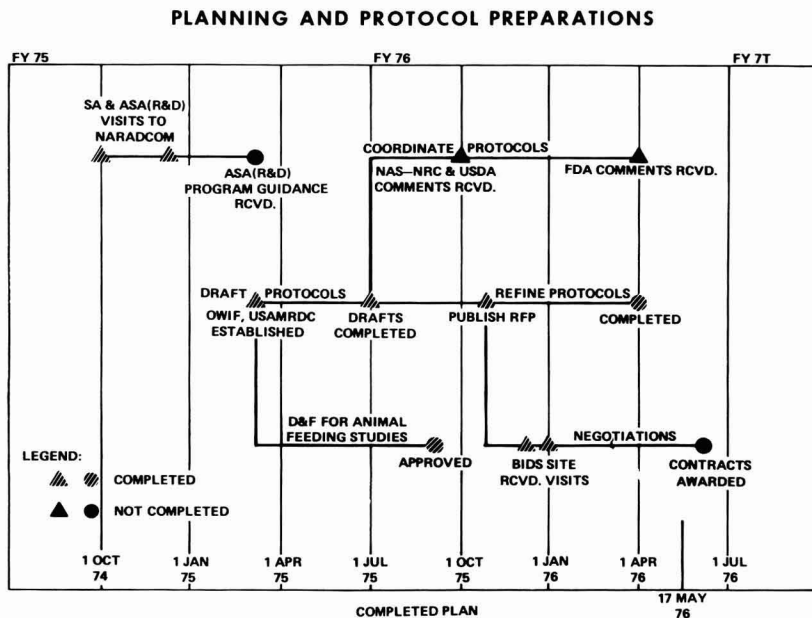 PLANNING AND PROTOCOL PREPARATIONS
FY 75
FY 76
FY 7T
SA & ASA(R&D)
VISITS TO
NARADCOM
ASA(R&D)
PROGRAM GUIDANCE
RCVD.
COORDINATE PROTOCOLS
NAS—NRC & USDA
COMMENTS RCVD.
FDA COMMENTS RCVD.
DRAFT PROTOCOLS
OWIF, USAMRDC
ESTABLISHED
DRAFTS
COMPLETED
PUBLISH RFP
REFINE PROTOCOLS
COMPLETED
D&F FOR ANIMAL
FEEDING STUDIES
APPROVED
NEGOTIATIONS
BIDS SITE
RCVD. VISITS
CONTRACTS
AWARDED
LEGEND:
COMPLETED
NOT COMPLETED
1 OCT
74
1 JAN
75
1 APR
75
1 JUL
75
1 OCT
75
1 JAN
76
1 APR
76
1 JUL
76
17 MAY
76
COMPLETED PLAN